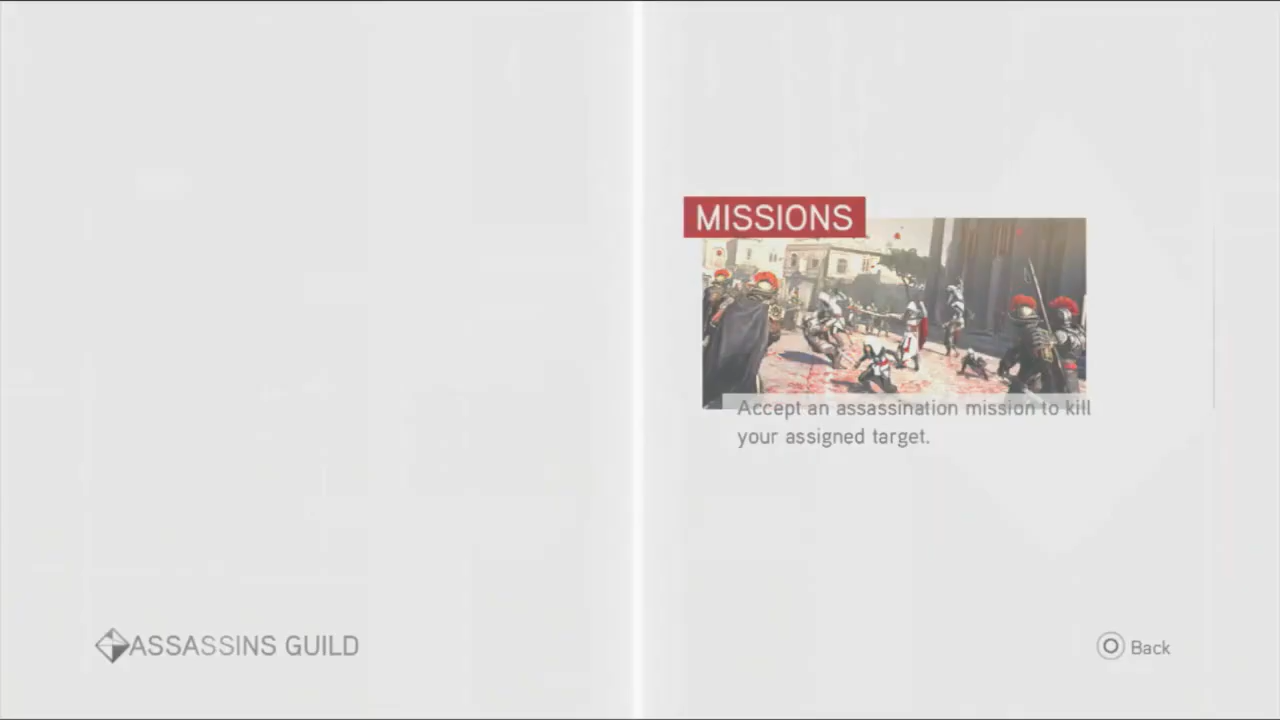 MISSIONS
Accept an assassination mission to kill
your assigned target.
ASSASSINS GUILD
Back